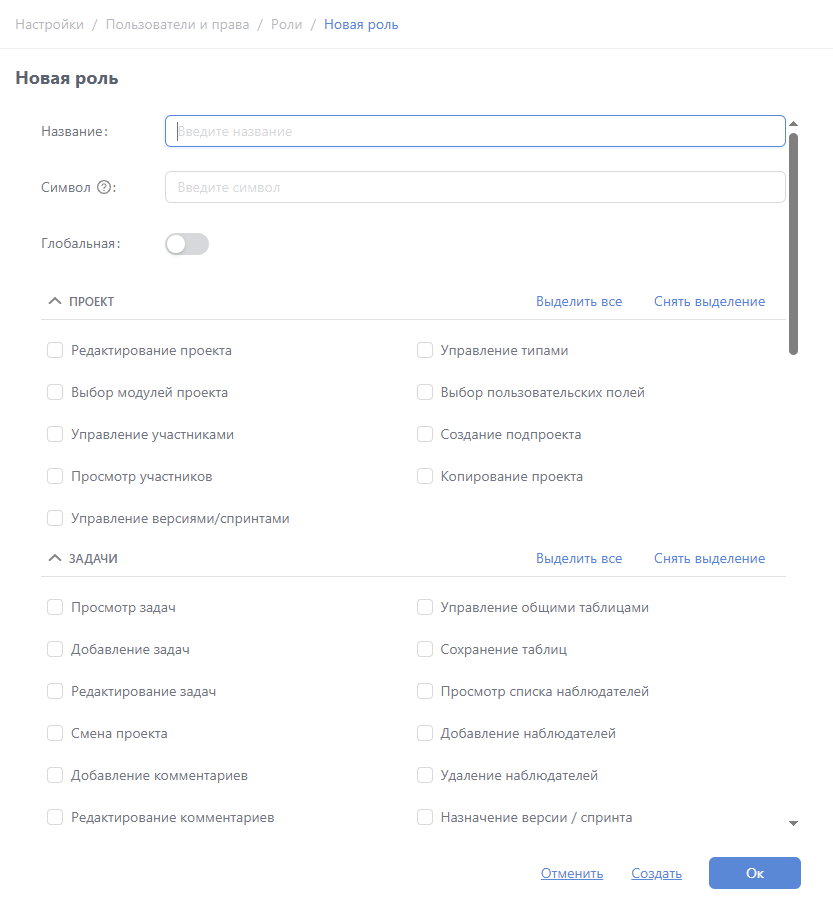 Настройки / Пользователи и права / Роли / Новая роль
Новая роль
Название: Введите название
Символ ?: Введите символ
Глобальная:
ПРОЕКТ Выделить все Снять выделение
Редактирование проекта Управление типами
Выбор модулей проекта Выбор пользовательских полей
Управление участниками Создание подпроекта
Просмотр участников Копирование проекта
Управление версиями/спринтами
ЗАДАЧИ Выделить все Снять выделение
Просмотр задач Управление общими таблицами
Добавление задач Сохранение таблиц
Редактирование задач Просмотр списка наблюдателей
Смена проекта Добавление наблюдателей
Добавление комментариев Удаление наблюдателей
Редактирование комментариев Назначение версии / спринта
Отменить Создать Ок